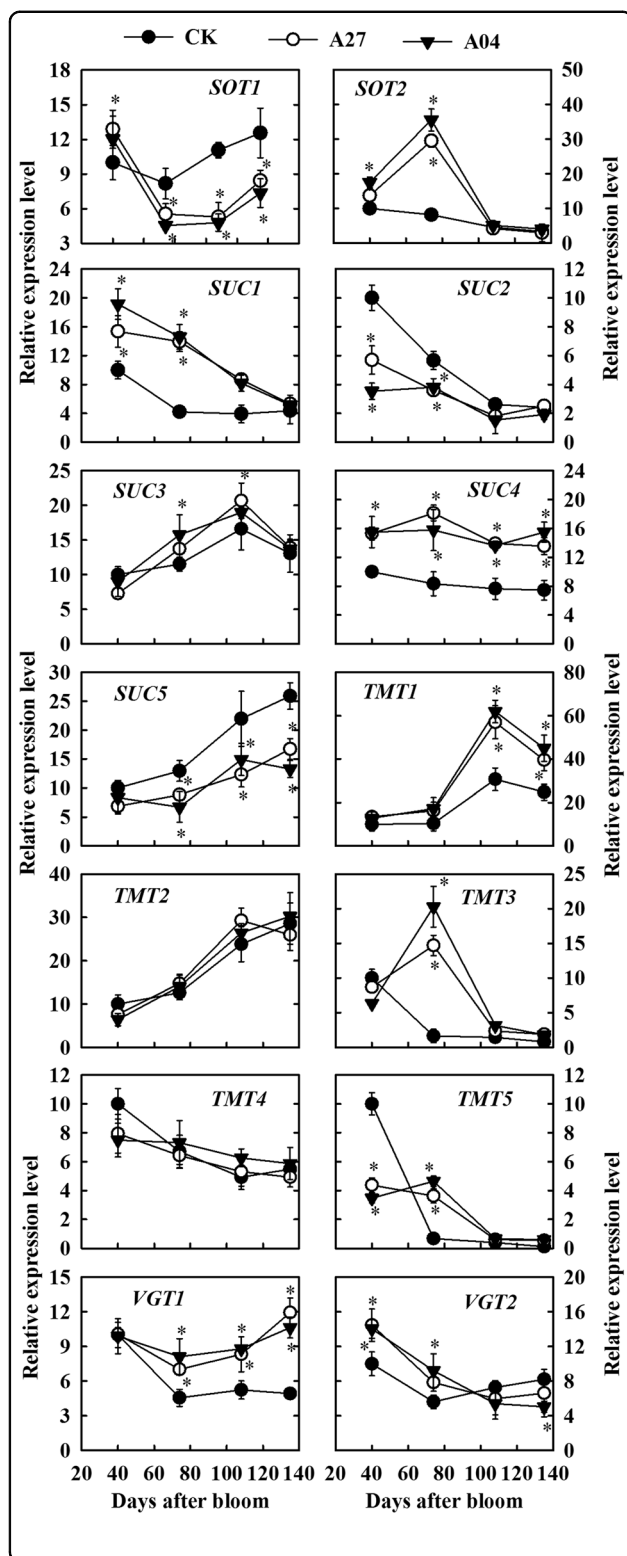 CK A27 A04
SOT1 SOT2
18 15 12 9 6 3
50 40 30 20 10 0
* * * * * * *
* * * *
Relative expression level
Relative expression level
SUC1 SUC2
24 20 16 12 8 4 0
12 10 8 6 4 2 0
* * * *
* * * *
SUC3 SUC4
25 20 15 10 5 0
24 20 16 12 8 4 0
* *
* * * * * * *
Relative expression level
Relative expression level
SUC5 TMT1
30 25 20 15 10 5 0
80 60 40 20 0
* * * * * *
* * * *
TMT2 TMT3
40 30 20 10 0
25 20 15 10 5 0
* *
Relative expression level
Relative expression level
TMT4 TMT5
12 10 8 6 4 2 0
12 10 8 6 4 2 0
* * * *
VGT1 VGT2
15 12 9 6 3 0
20 16 12 8 4 0
* * * * * *
* * * *
20 40 60 80 100 120 140
20 40 60 80 100 120 140
Days after bloom
Days after bloom